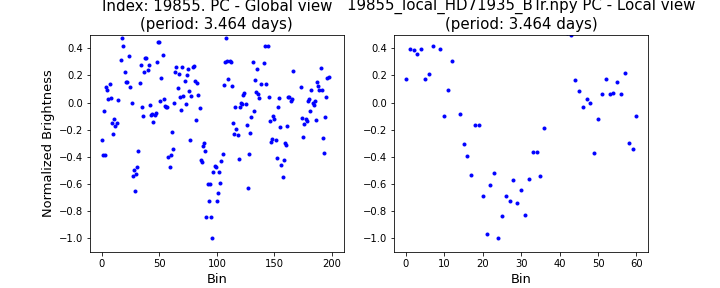 Index: 19855. PC - Global view
(period: 3.464 days)
19855_local_HD71935_BTr.npy PC - Local view
(period: 3.464 days)
Normalized Brightness
0.4
0.2
0.0
−0.2
−0.4
−0.6
−0.8
−1.0
0 50 100 150 200
Bin
0.4
0.2
0.0
−0.2
−0.4
−0.6
−0.8
−1.0
0 10 20 30 40 50 60
Bin